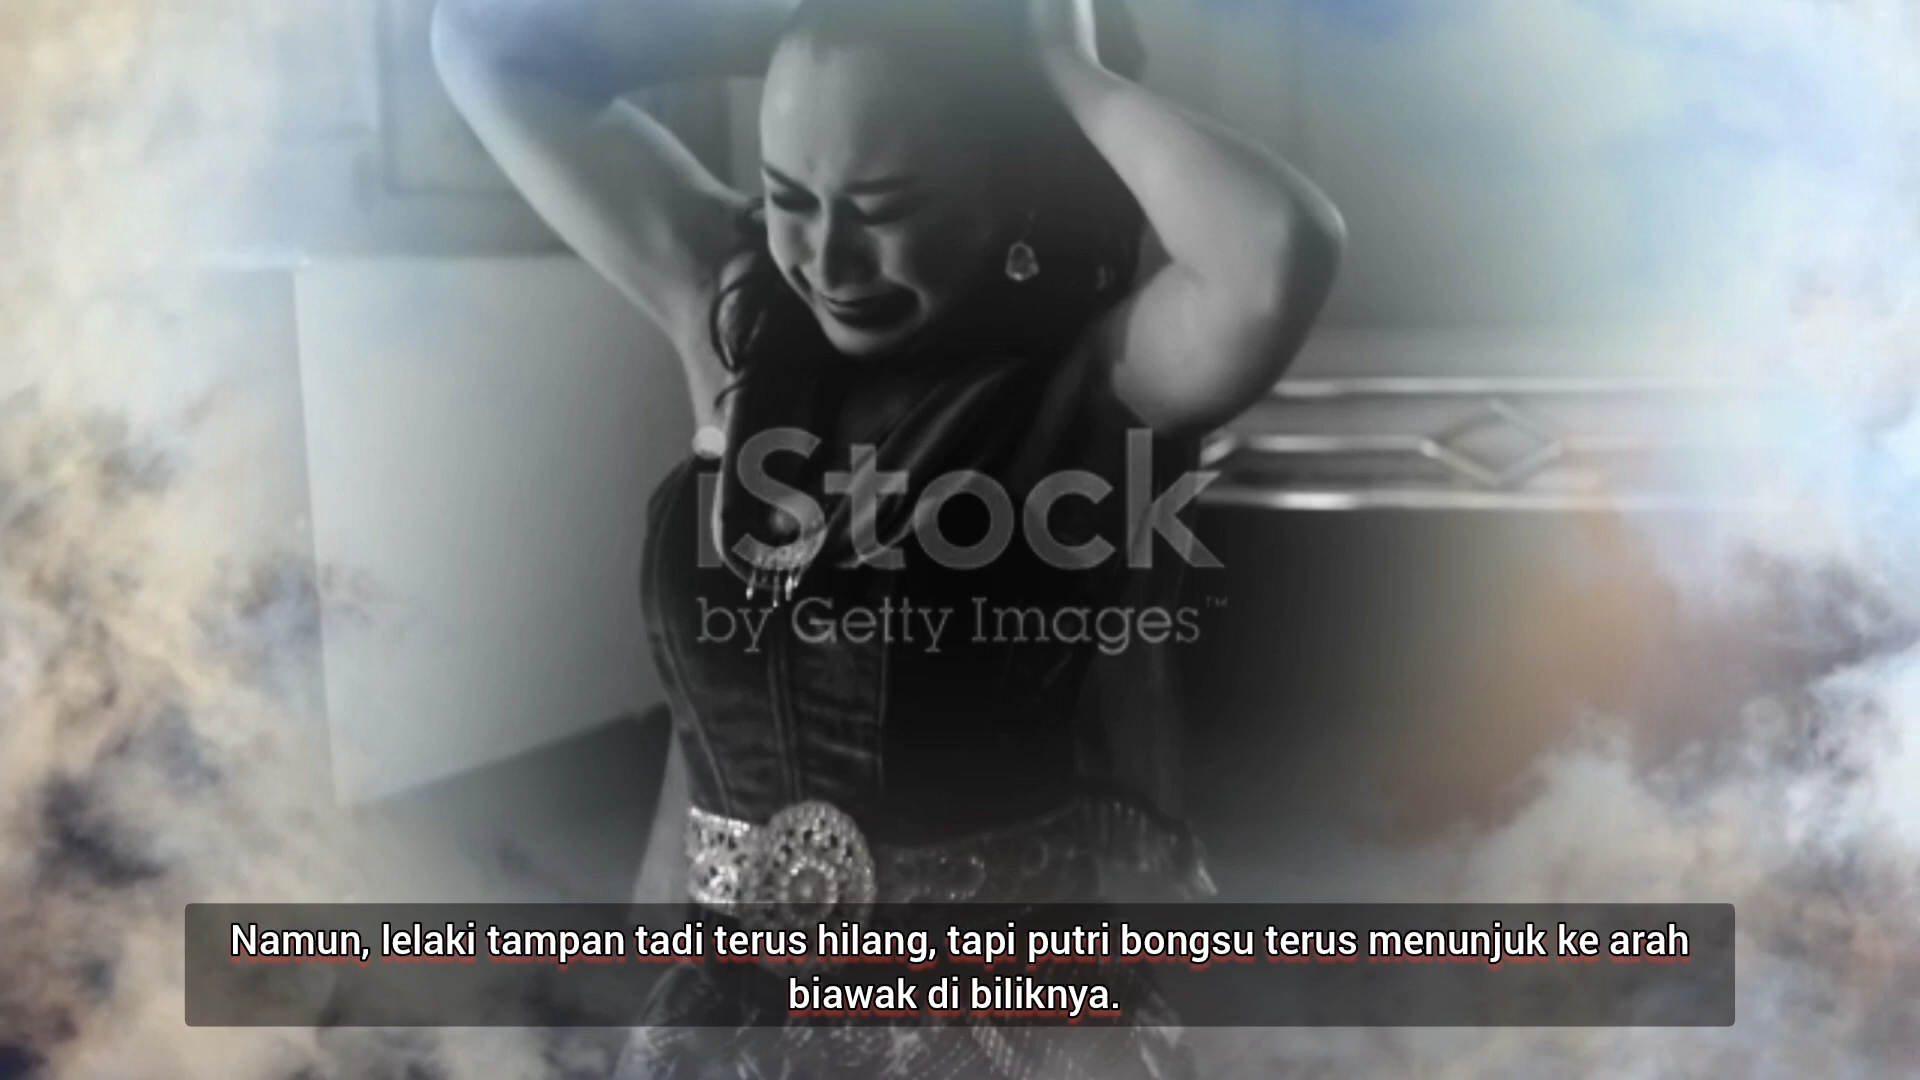 iStock
by Getty Images™
Namun, lelaki tampan tadi terus hilang, tapi putri bongsu terus menunjuk ke arah
biawak di biliknya.